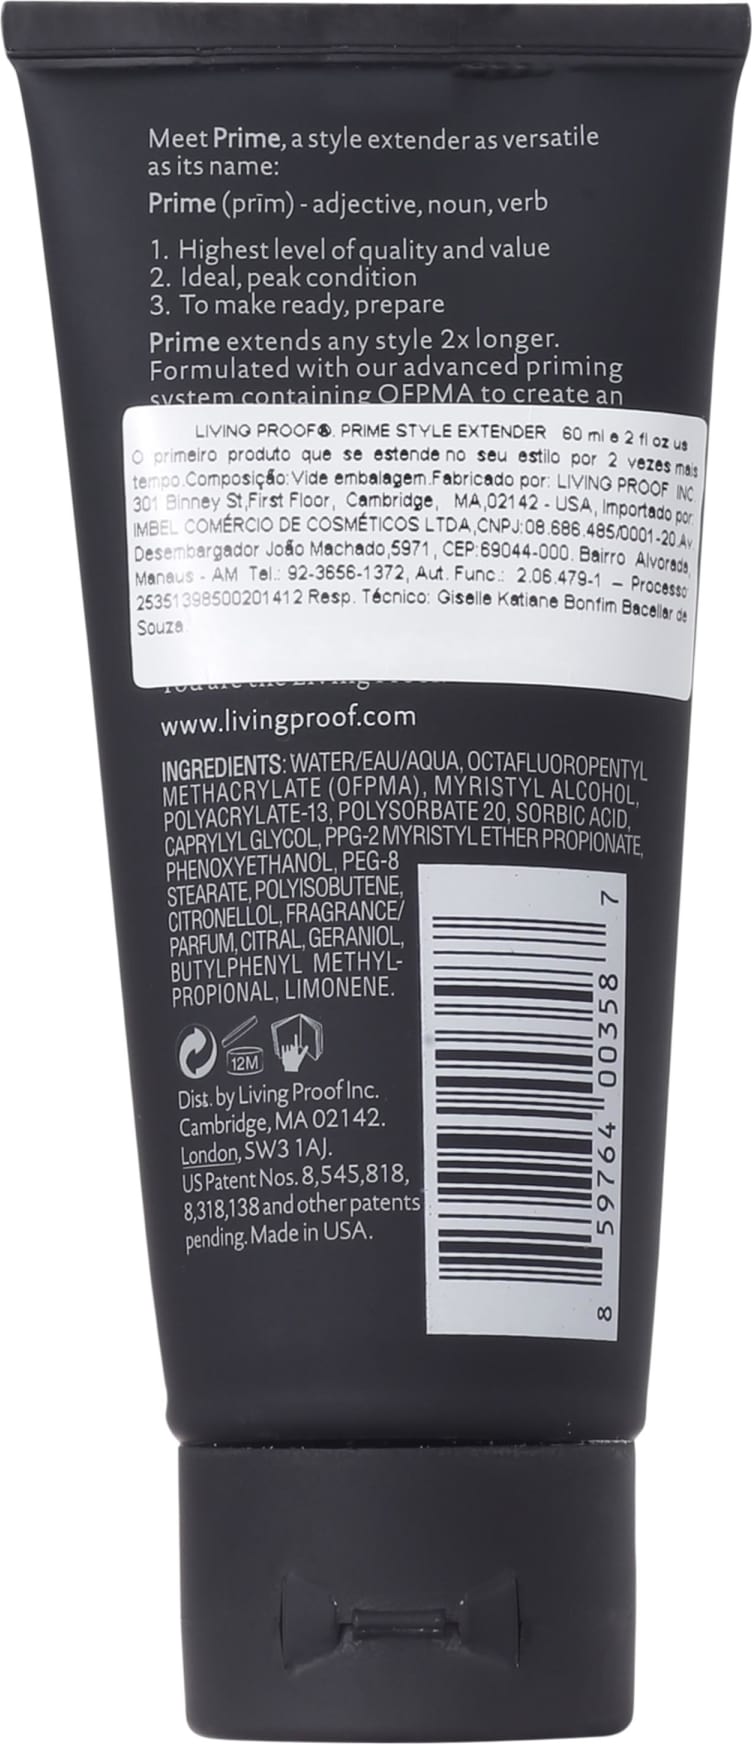 Meet Prime, a style extender as versatile
as its name:
Prime (prīm) - adjective, noun, verb
1. Highest level of quality and value
2. Ideal, peak condition
3. To make ready, prepare
Prime extends any style 2x longer.
Formulated with our advanced priming
system containing OFPMA to create an
LIVING PROOF®. PRIME STYLE EXTENDER 60 ml e 2 fl oz us
O primeiro produto que se estende no seu estilo por 2 vezes mais
tempo.Composição:Vide embalagem.Fabricado por: LIVING PROOF INC.
301 Binney St,First Floor, Cambridge, MA,02142 - USA, Importado por:
IMBEL COMÉRCIO DE COSMÉTICOS LTDA,CNPJ:08.686.485/0001-20.Av
Desembargador João Machado,5971, CEP:69044-000. Bairro Alvorada,
Manaus - AM Tel.: 92-3656-1372, Aut. Func.: 2.06.479-1 – Processo:
25351398500201412 Resp. Técnico: Giselle Katiane Bonfim Bacellar de
Souza
www.livingproof.com
INGREDIENTS: WATER/EAU/AQUA, OCTAFLUOROPENTYL
METHACRYLATE (OFPMA), MYRISTYL ALCOHOL,
POLYACRYLATE-13, POLYSORBATE 20, SORBIC ACID,
CAPRYLYL GLYCOL, PPG-2 MYRISTYL ETHER PROPIONATE,
PHENOXYETHANOL, PEG-8
STEARATE, POLYISOBUTENE,
CITRONELLOL, FRAGRANCE/
PARFUM, CITRAL, GERANIOL,
BUTYLPHENYL METHYL-
PROPIONAL, LIMONENE.
12M
Dist. by Living Proof Inc.
Cambridge, MA 02142.
London, SW3 1AJ.
US Patent Nos. 8,545,818,
8,318,138 and other patents
pending. Made in USA.
8 59764 00358 7